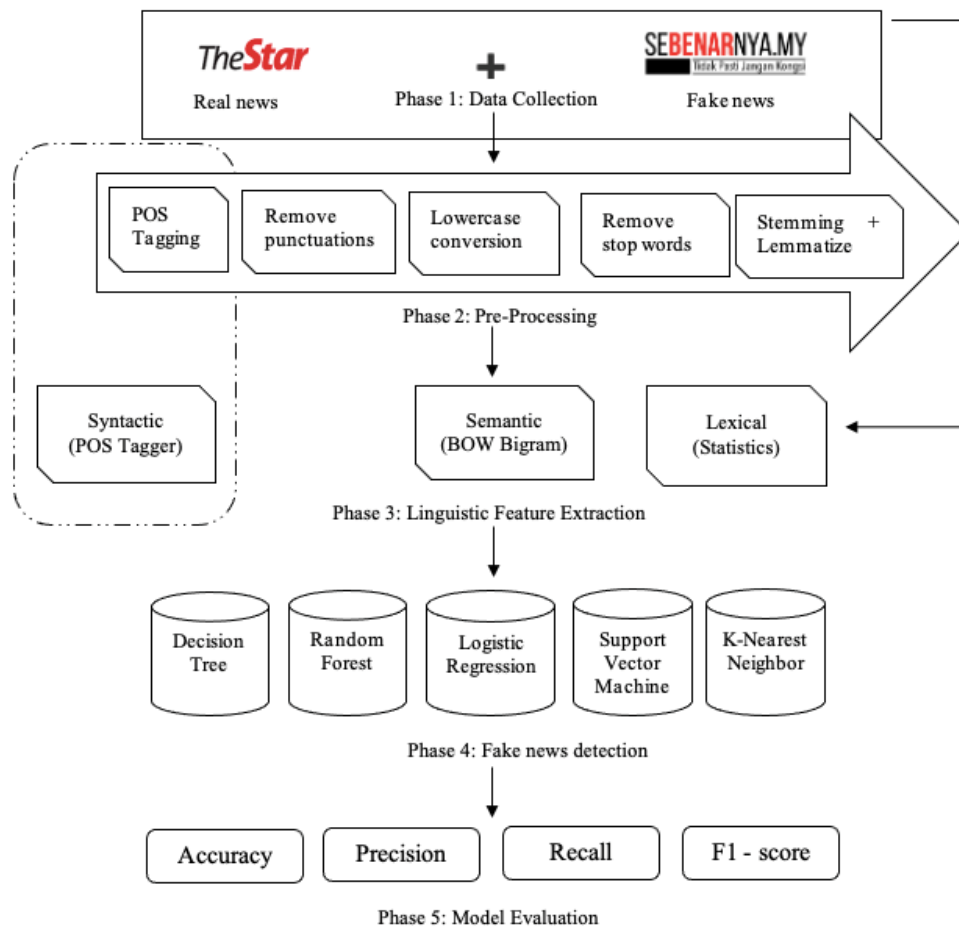 TheStar
SEBENARNYA.MY
Tidak Pasti Jangan Kongsi
Real news
+
Phase 1: Data Collection
Fake news
POS
Tagging
Remove
punctuations
Lowercase
conversion
Remove
stop words
Stemming +
Lemmatize
Phase 2: Pre-Processing
Syntactic
(POS Tagger)
Semantic
(BOW Bigram)
Lexical
(Statistics)
Phase 3: Linguistic Feature Extraction
Decision
Tree
Random
Forest
Logistic
Regression
Support
Vector
Machine
K-Nearest
Neighbor
Phase 4: Fake news detection
Accuracy
Precision
Recall
F1 - score
Phase 5: Model Evaluation